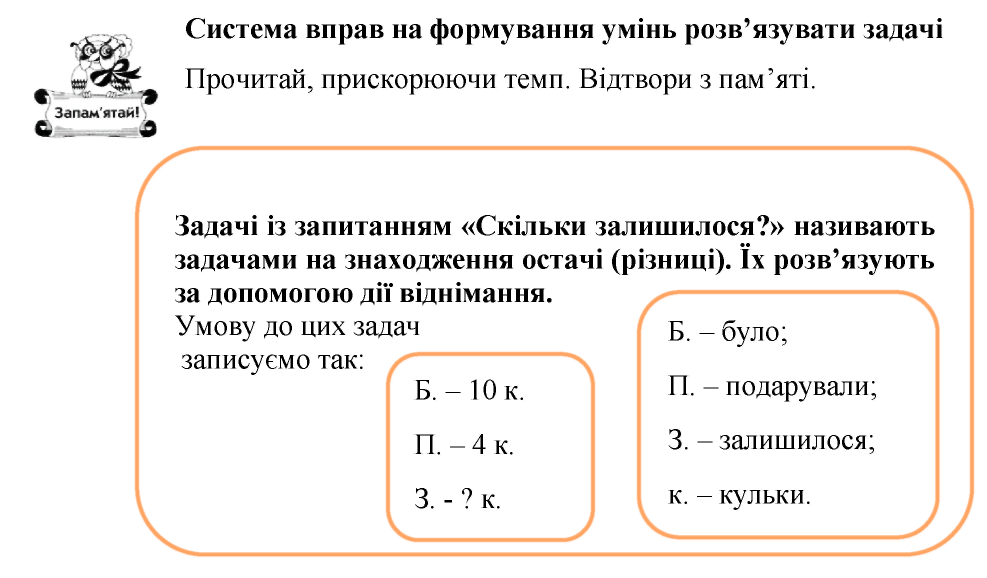 Система вправ на формування умінь розв’язувати задачі
Прочитай, прискорюючи темп. Відтвори з пам’яті.
Запам’ятай!
Задачі із запитанням «Скільки залишилося?» називають
задачами на знаходження остачі (різниці). Їх розв’язують
за допомогою дії віднімання.
Умову до цих задач
записуємо так:
Б. – 10 к.
П. – 4 к.
З. - ? к.
Б. – було;
П. – подарували;
З. – залишилося;
к. – кульки.